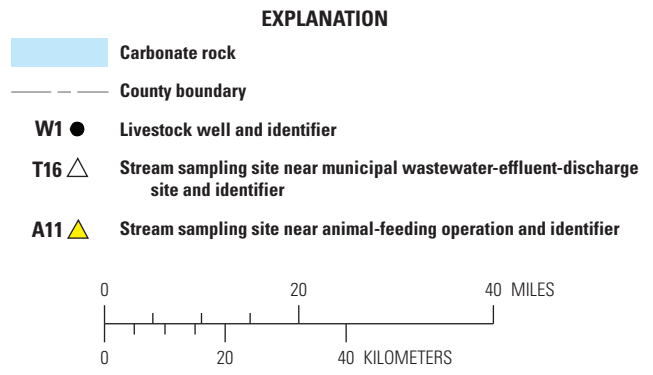 EXPLANATION
Carbonate rock
County boundary
W1 Livestock well and identifier
T16 Stream sampling site near municipal wastewater-effluent-discharge
site and identifier
A11 Stream sampling site near animal-feeding operation and identifier
0 20 40 MILES
0 20 40 KILOMETERS